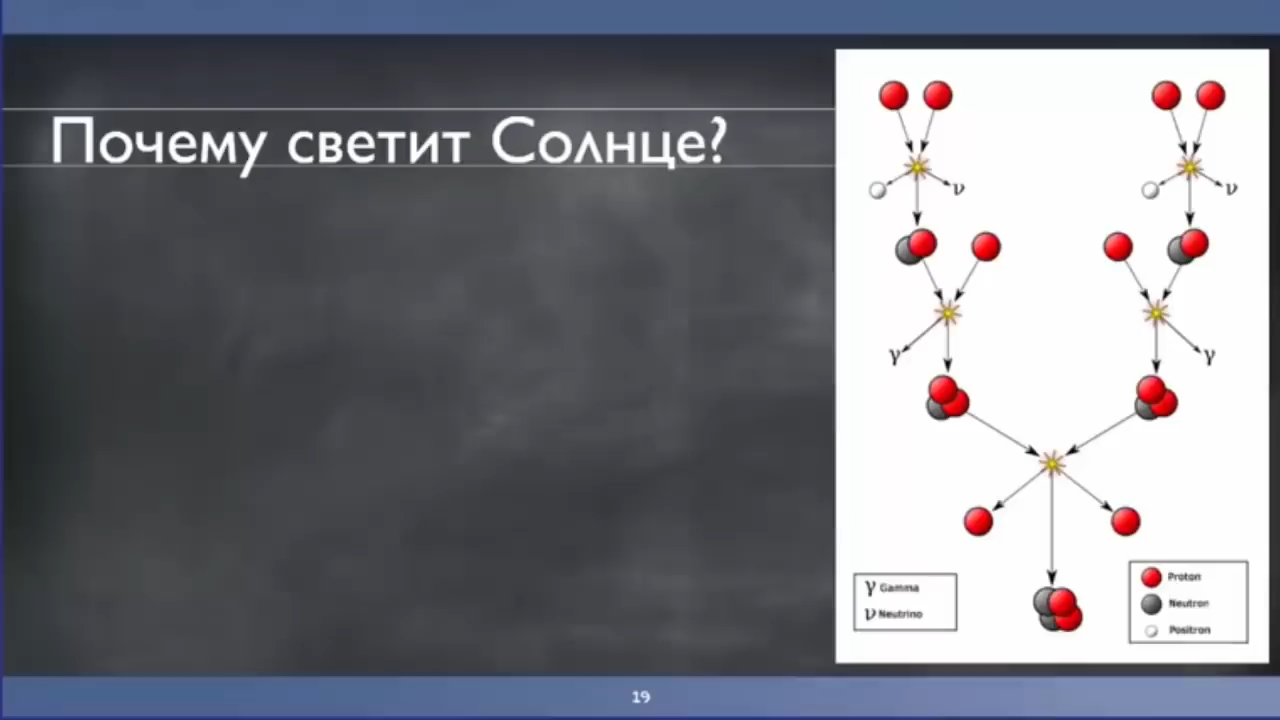 Почему светит Солнце?
ν
ν
γ
γ
γ Gamma
ν Neutrino
Proton
Neutron
Positron
19